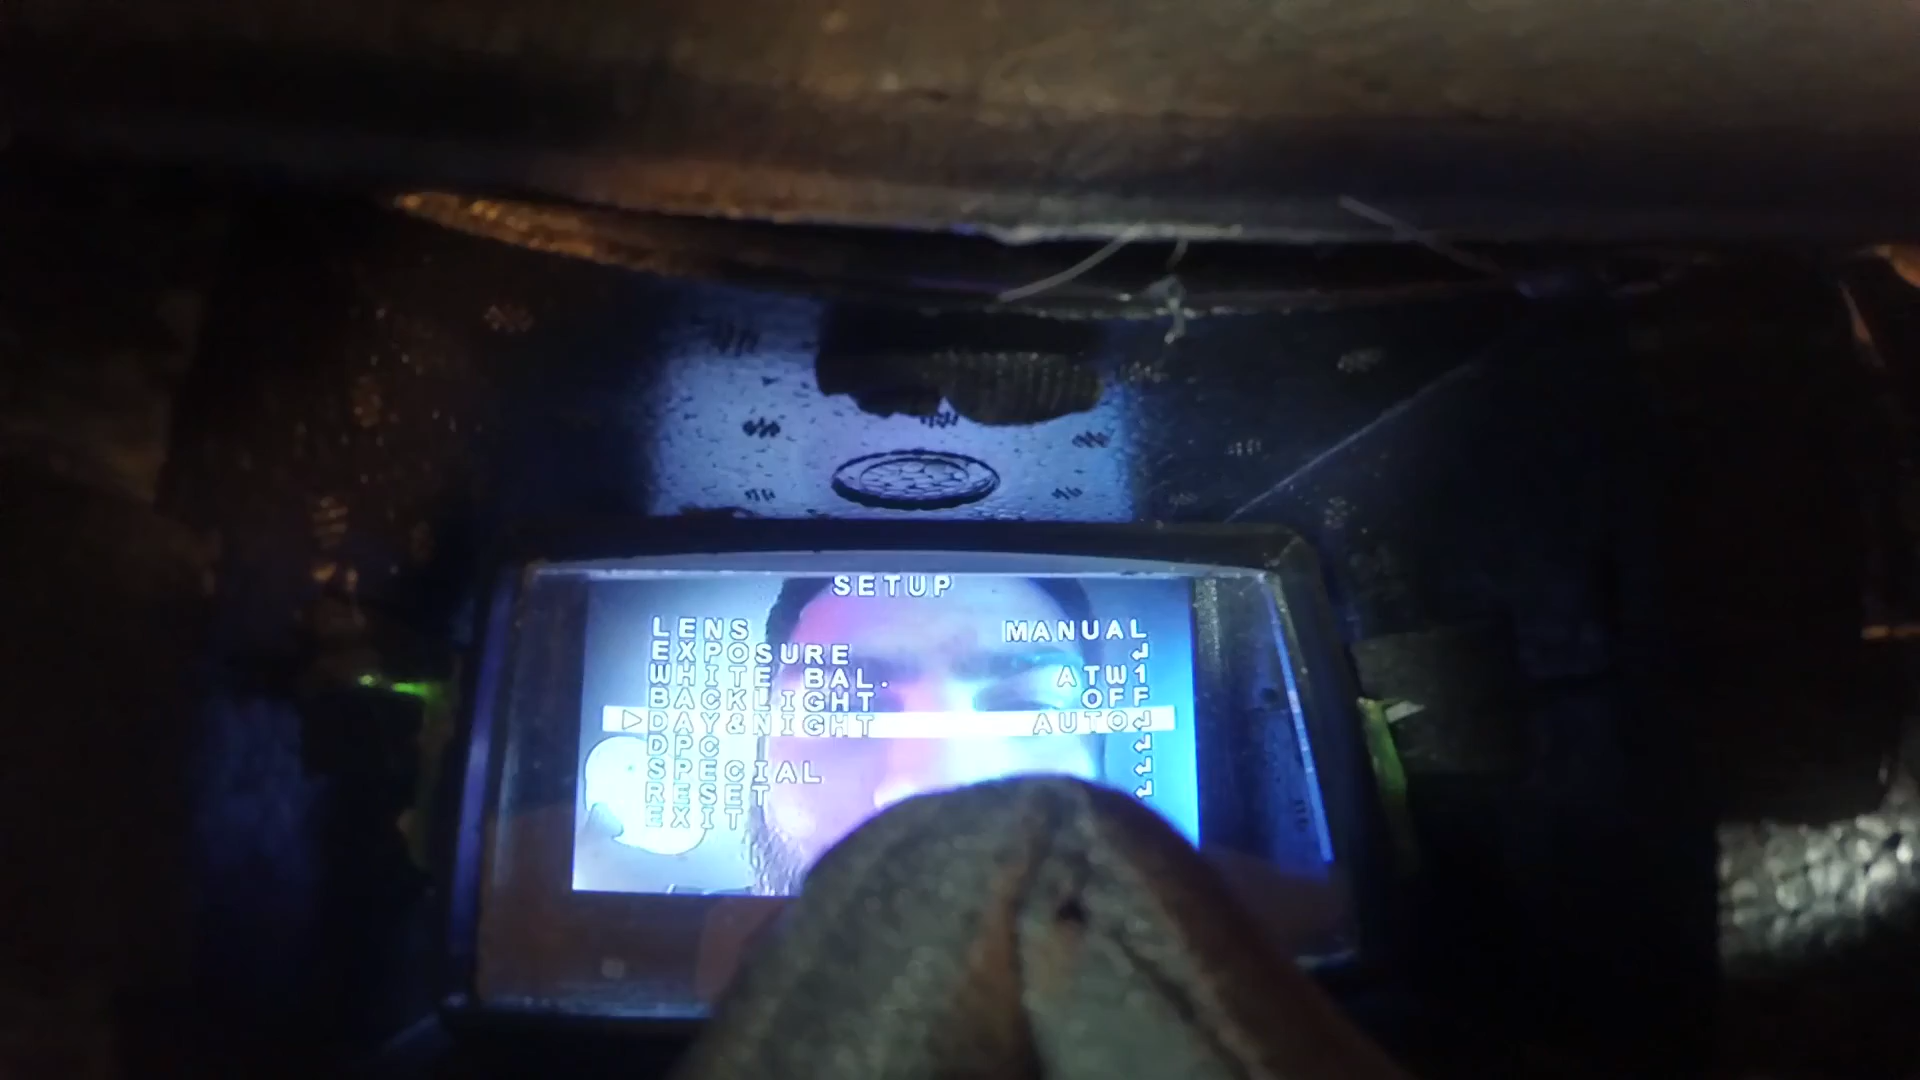 SETUP
LENS MANUAL
EXPOSURE ↵
WHITE BAL. ATW1
BACKLIGHT OFF
▷DAY&NIGHT AUTO↵
DPC ↵
SPECIAL ↵
RESET ↵
EXIT